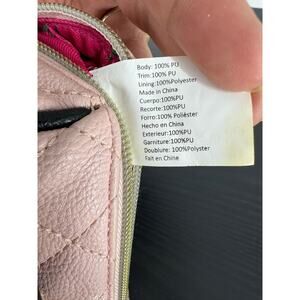 Body: 100% PU
Trim: 100% PU
Lining: 100%Polyester
Made in China
Cuerpo:100%PU
Recorte:100%PU
Forro:100% Poliéster
Hecho en China
Exterieur:100%PU
Garniture:100%PU
Doublure: 100%Polyster
Fait en Chine